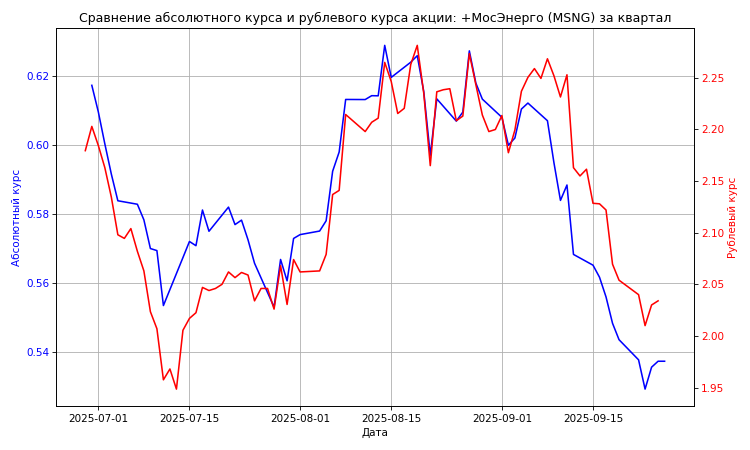 Сравнение абсолютного курса и рублевого курса акции: +МосЭнерго (MSNG) за квартал
Абсолютный курс
0.62
0.60
0.58
0.56
0.54
2.25
2.20
2.15
2.10
2.05
2.00
1.95
Рублевый курс
2025-07-01 2025-07-15 2025-08-01 2025-08-15 2025-09-01 2025-09-15
Дата